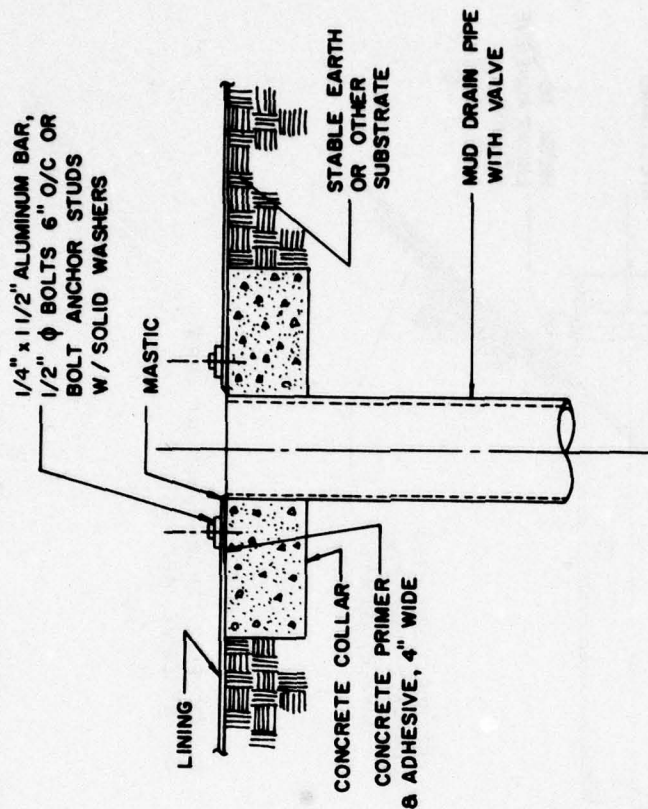 1/4" x 1 1/2" ALUMINUM BAR,
1/2" ϕ BOLTS 6" O/C OR
BOLT ANCHOR STUDS
W/SOLID WASHERS
MASTIC
LINING
STABLE EARTH
OR OTHER
SUBSTRATE
CONCRETE COLLAR
CONCRETE PRIMER
& ADHESIVE, 4" WIDE
MUD DRAIN PIPE
WITH VALVE